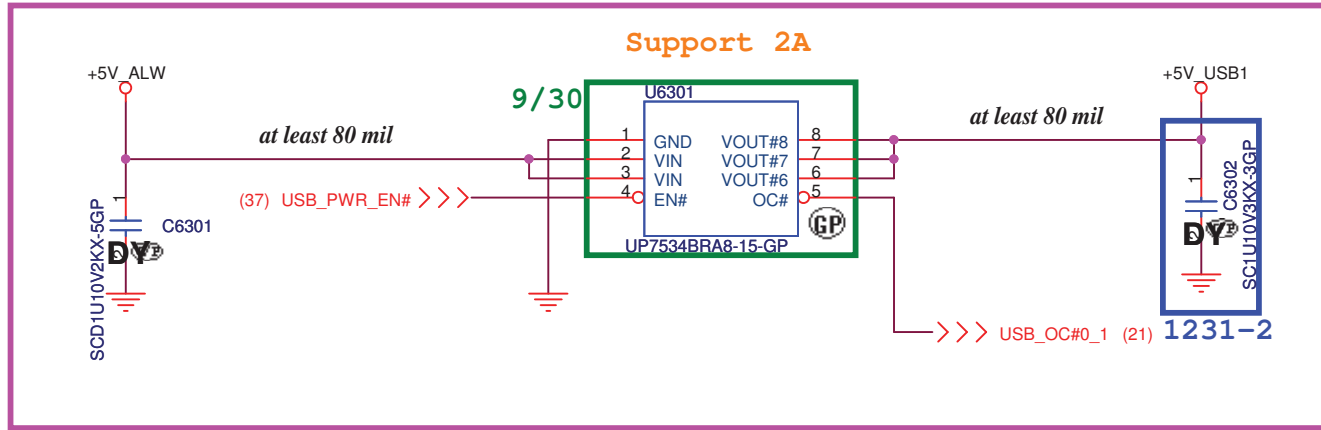 Support 2A
+5V_ALW
+5V_USB1
9/30
U6301
at least 80 mil
at least 80 mil
1 GND VOUT#8 8
2 VIN VOUT#7 7
3 VIN VOUT#6 6
4 EN# OC# 5
(37) USB_PWR_EN#
GP
UP7534BRA8-15-GP
1
C6301
DY
SCD1U10V2KX-5GP
1
C6302
DY
SC1U10V3KX-3GP
USB_OC#0_1 (21)
1231-2